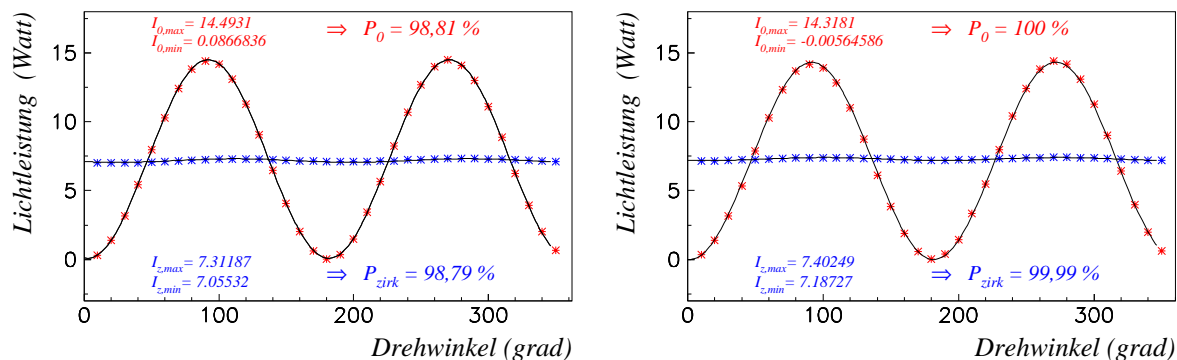 Lichtleistung (Watt)
I0,max = 14.4931
I0,min = 0.0866836
⇒ P0 = 98,81 %
15
10
5
0
Iz,max = 7.31187
Iz,min = 7.05532
⇒ Pzirk = 98,79 %
0 100 200 300
Drehwinkel (grad)
Lichtleistung (Watt)
I0,max = 14.3181
I0,min = -0.00564586
⇒ P0 = 100 %
15
10
5
0
Iz,max = 7.40249
Iz,min = 7.18727
⇒ Pzirk = 99,99 %
0 100 200 300
Drehwinkel (grad)